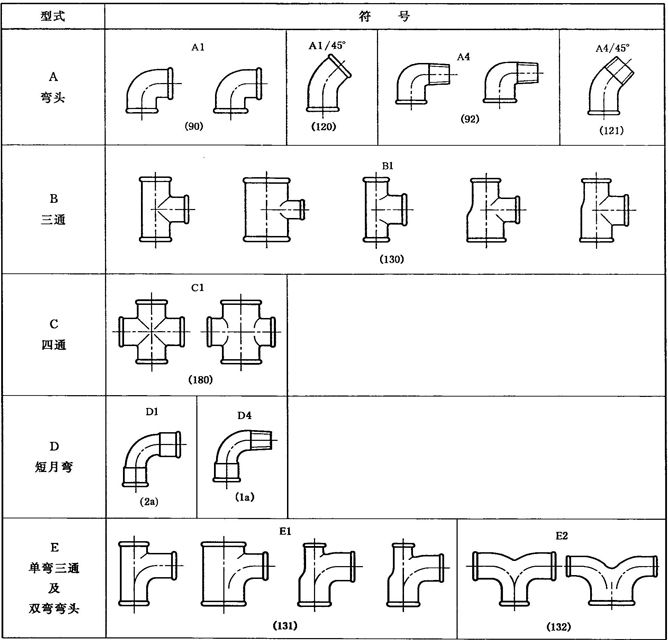 型式
符 号
A
弯头
A1
(90)
A1/45°
(120)
A4
(92)
A4/45°
(121)
B
三通
B1
(130)
C
四通
C1
(180)
D
短月弯
D1
(2a)
D4
(1a)
E
单弯三通
及
双弯弯头
E1
(131)
E2
(132)